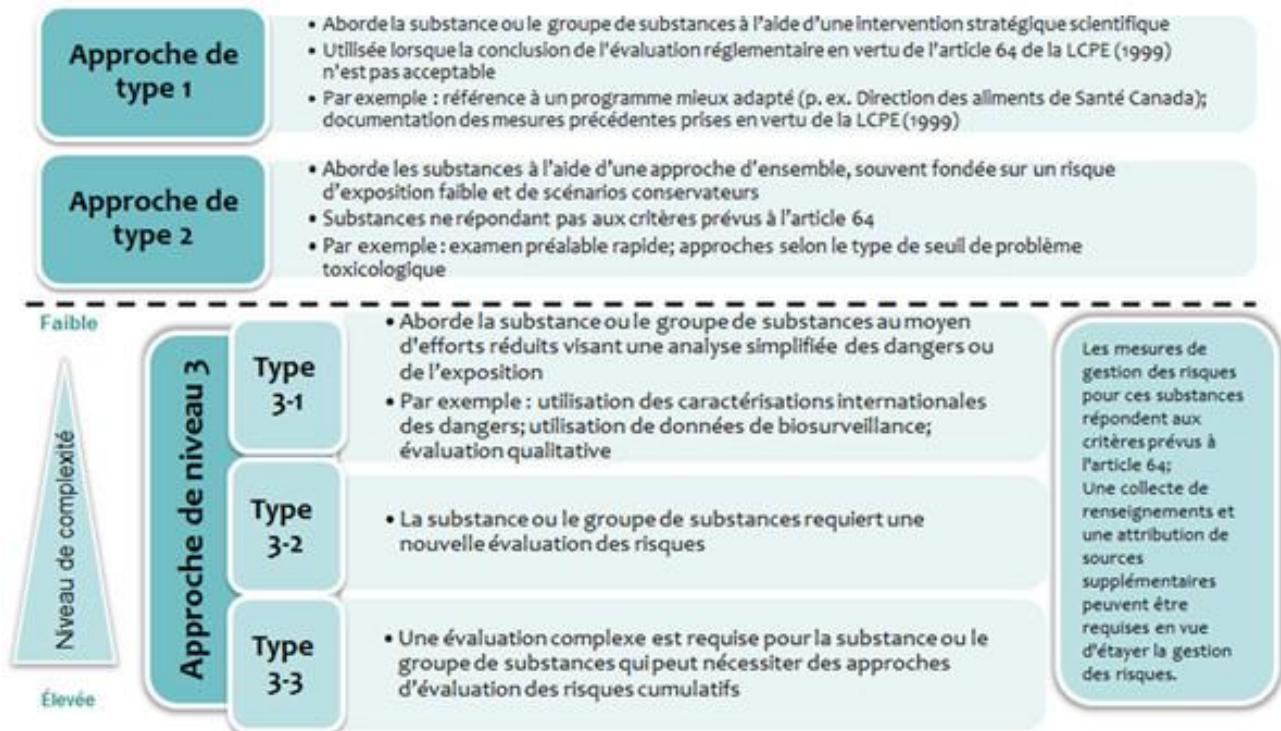 Approche de
type 1
• Aborde la substance ou le groupe de substances à l'aide d'une intervention stratégique scientifique
• Utilisée lorsque la conclusion de l'évaluation réglementaire en vertu de l'article 64 de la LCPE (1999)
n'est pas acceptable
• Par exemple : référence à un programme mieux adapté (p. ex. Direction des aliments de Santé Canada);
documentation des mesures précédentes prises en vertu de la LCPE (1999)
Approche de
type 2
• Aborde les substances à l'aide d'une approche d'ensemble, souvent fondée sur un risque
d'exposition faible et de scénarios conservateurs
• Substances ne répondant pas aux critères prévus à l'article 64
• Par exemple : examen préalable rapide; approches selon le type de seuil de problème
toxicologique
Faible
Niveau de complexité
Élevée
Approche de niveau 3
Type
3-1
• Aborde la substance ou le groupe de substances au moyen
d'efforts réduits visant une analyse simplifiée des dangers ou
de l'exposition
• Par exemple : utilisation des caractérisations internationales
des dangers; utilisation de données de biosurveillance;
évaluation qualitative
Type
3-2
• La substance ou le groupe de substances requiert une
nouvelle évaluation des risques
Type
3-3
• Une évaluation complexe est requise pour la substance ou le
groupe de substances qui peut nécessiter des approches
d'évaluation des risques cumulatifs
Les mesures de
gestion des risques
pour ces substances
répondent aux
critères prévus à
l'article 64;
Une collecte de
renseignements et
une attribution de
sources
supplémentaires
peuvent être
requises en vue
d'étayer la gestion
des risques.